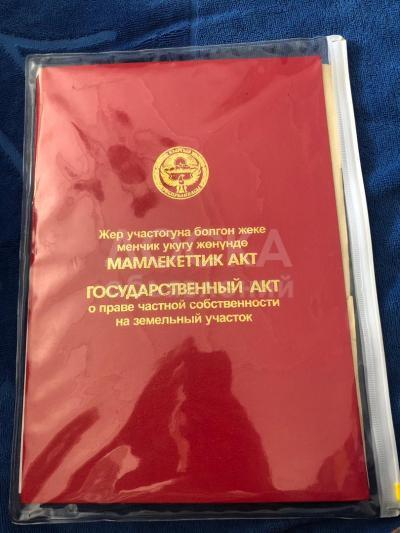 Жер участогуна болгон жеке
менчик укугу жөнүндө
МАМЛЕКЕТТИК АКТ
ГОСУДАРСТВЕННЫЙ АКТ
о праве частной собственности
на земельный участок